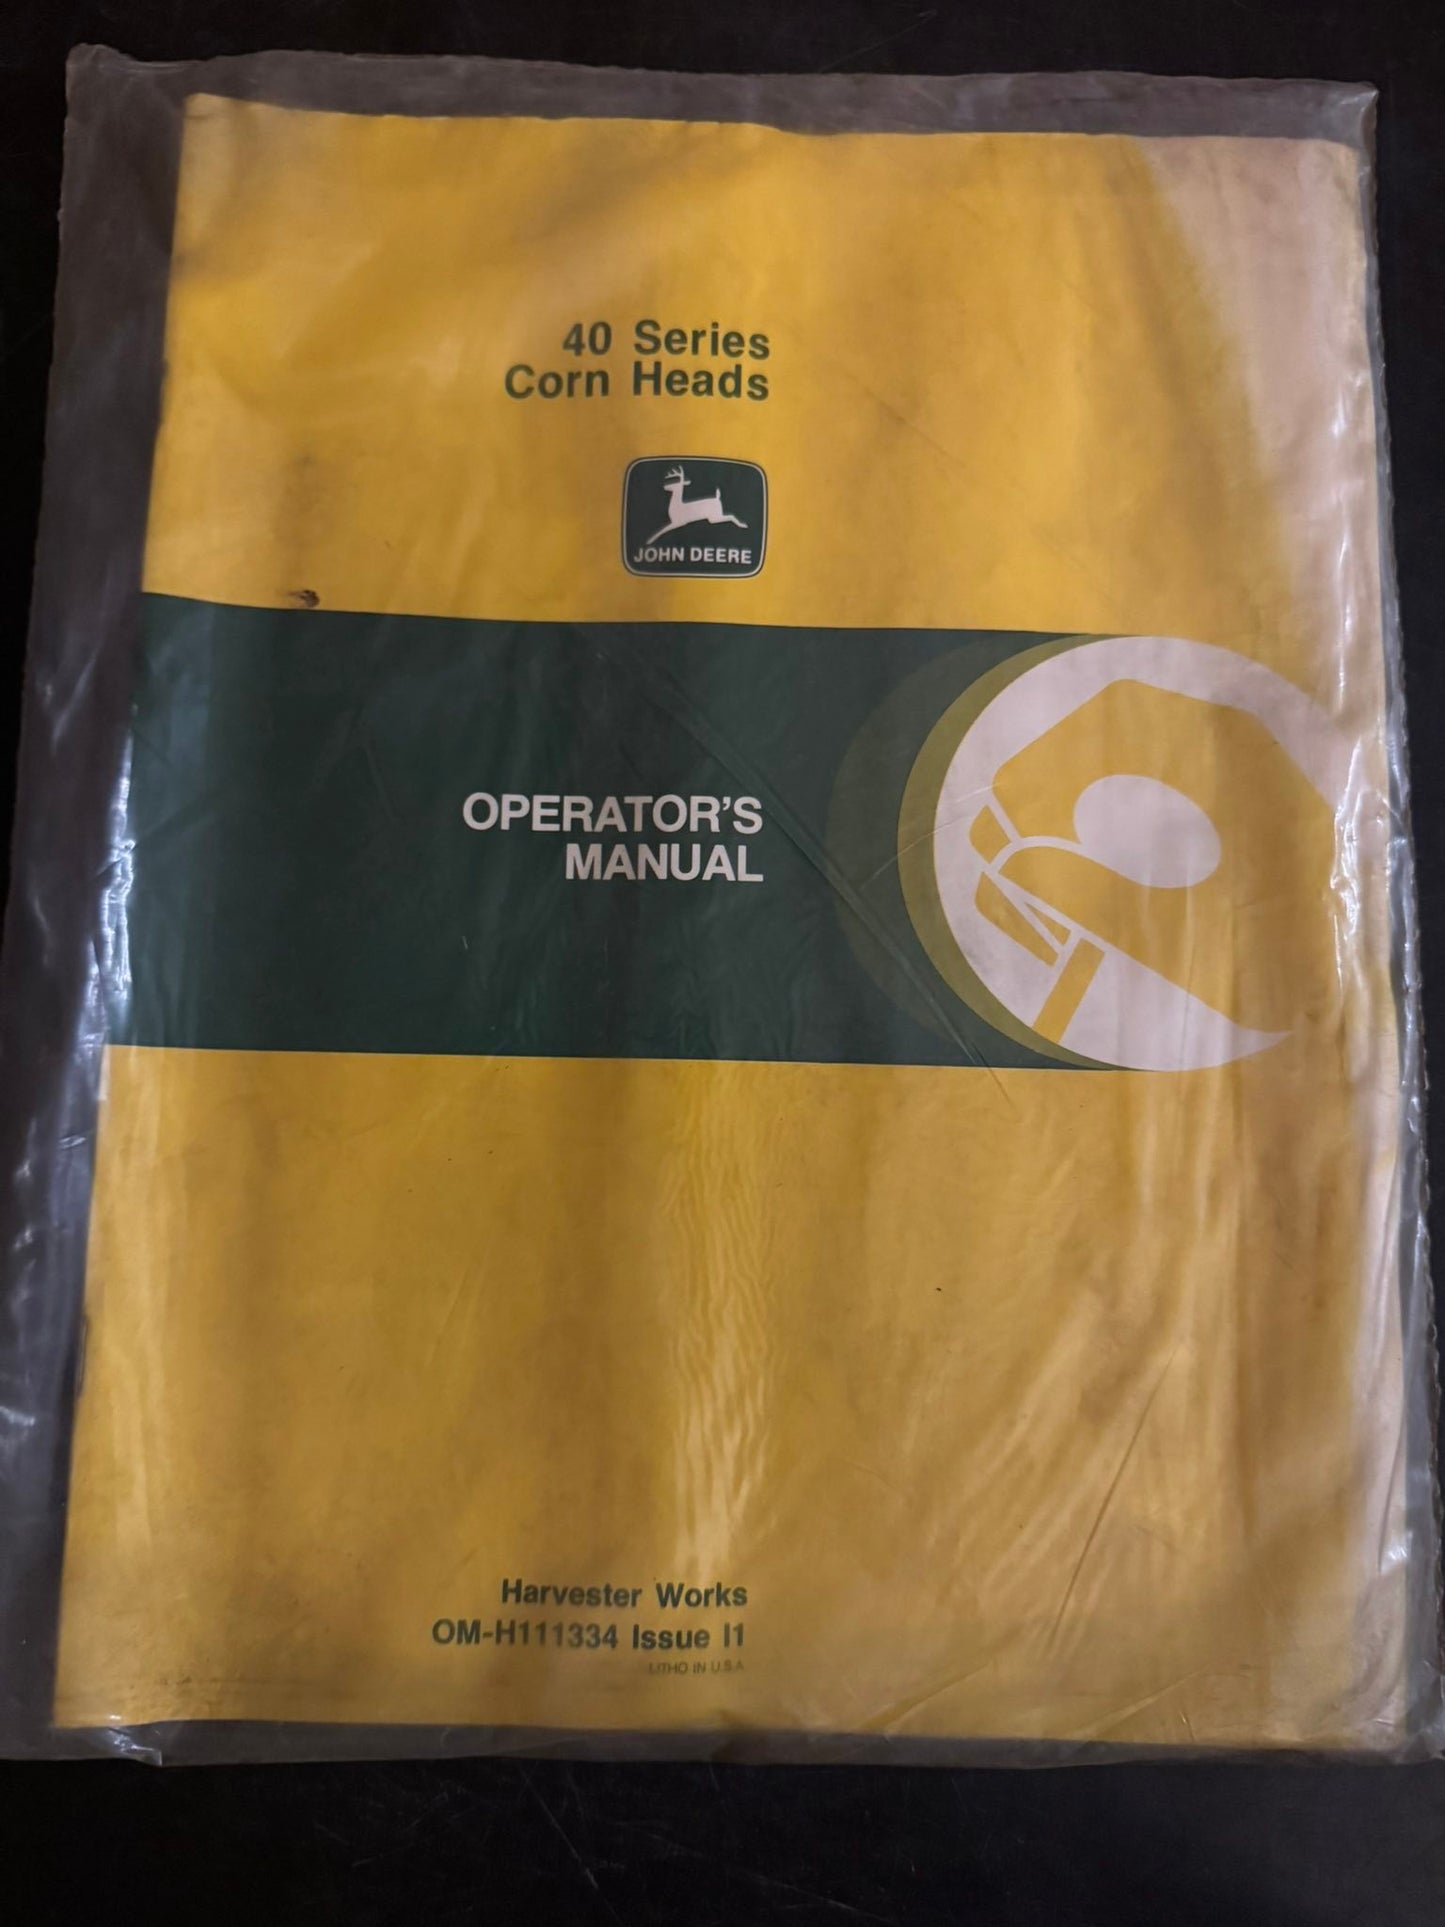 40 Series
Corn Heads
JOHN DEERE
OPERATOR'S
MANUAL
Harvester Works
OM-H111334 Issue I1
LITHO IN U.S.A